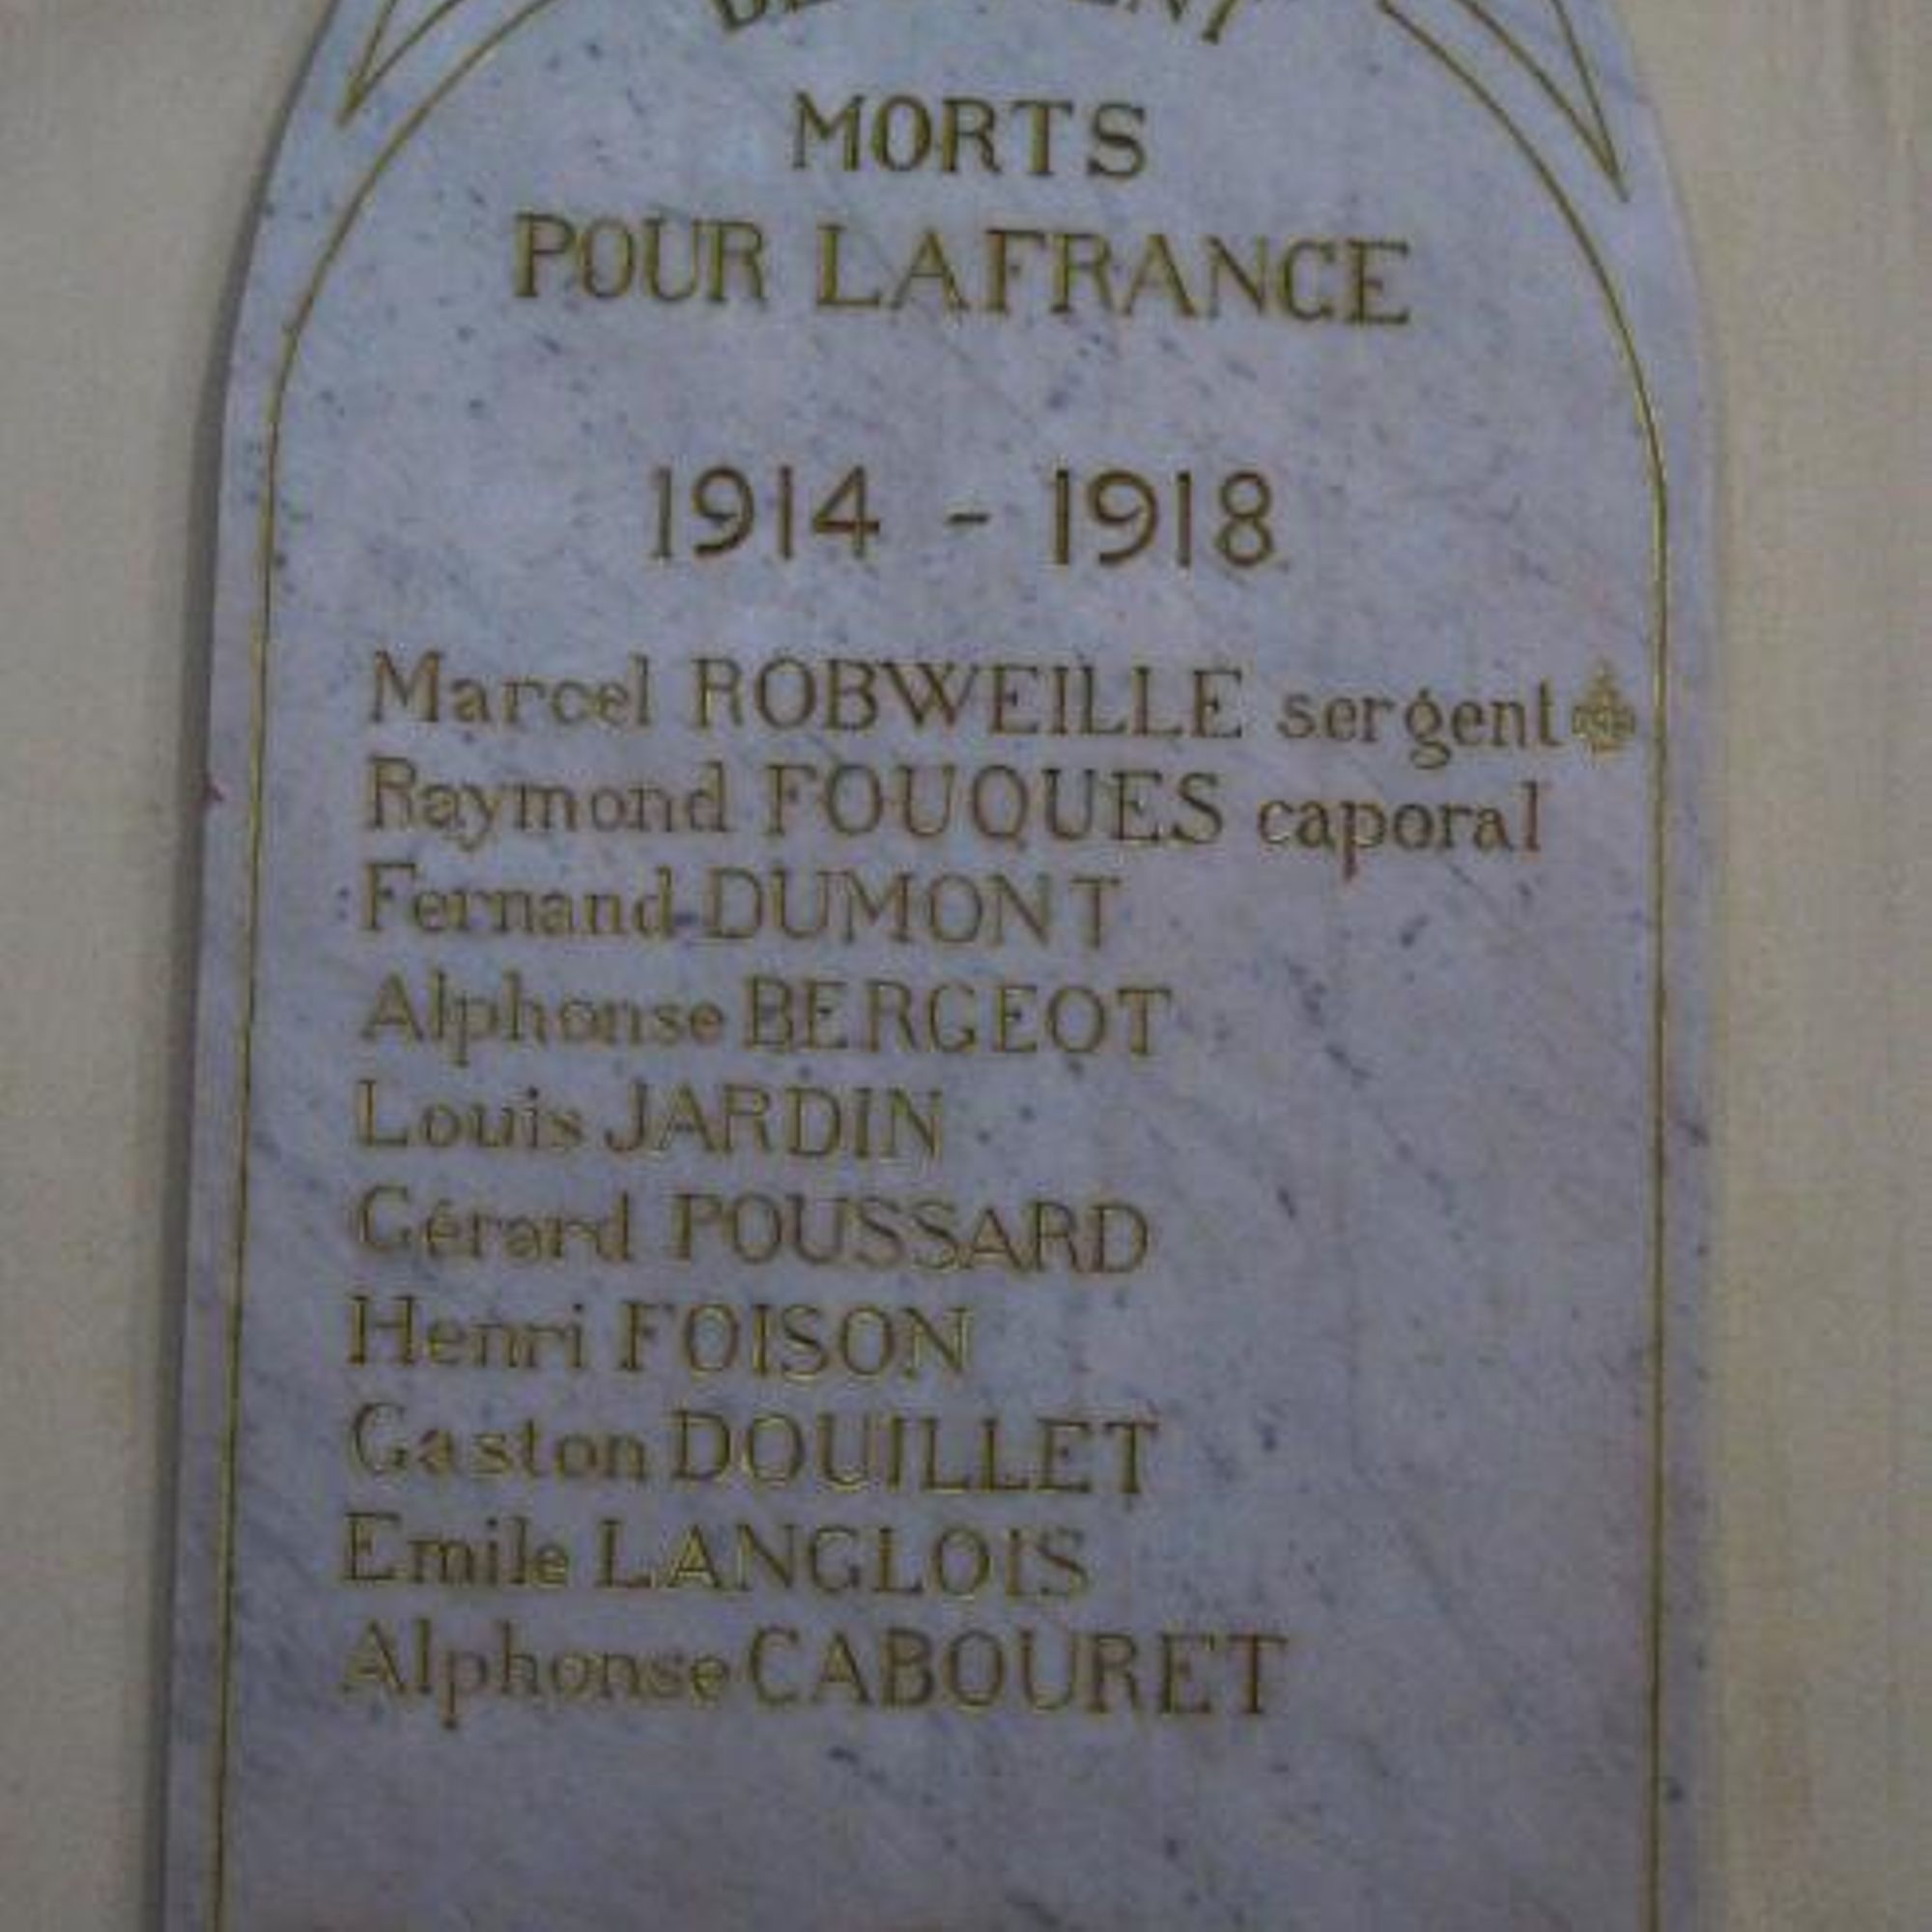 MORTS
POUR LA FRANCE
1914 - 1918
Marcel ROBWEILLE sergent
Raymond FOUQUES caporal
Fernand DUMONT
Alphonse BERGEOT
Louis JARDIN
Gérard POUSSARD
Henri FOISON
Gaston DOUILLET
Emile LANGLOIS
Alphonse CABOURET